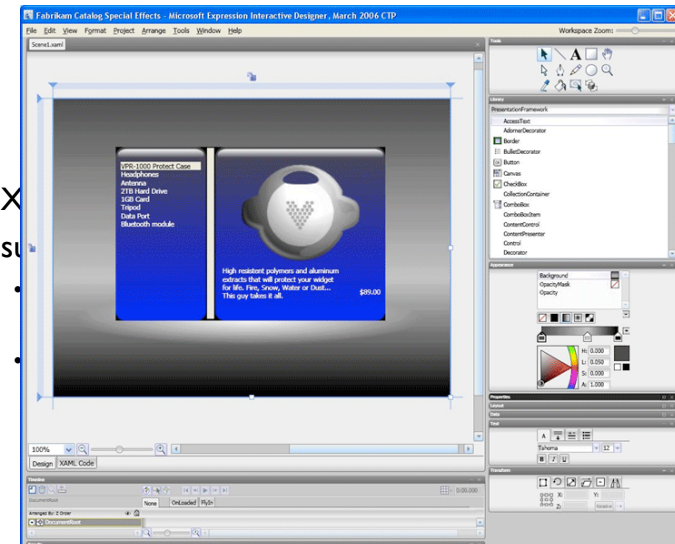 Fabrikam Catalog Special Effects - Microsoft Expression Interactive Designer, March 2006 CTP
File Edit View Format Project Arrange Tools Window Help
Workspace Zoom:
Scene1.xaml
VPR-1000 Protect Case
Headphones
Antenna
2TB Hard Drive
1GB Card
Tripod
Data Port
Bluetooth module
High resistent polymers and aluminum
extracts that will protect your widget
for life. Fire, Snow, Water or Dust...
This guy takes it all.
$89.00
X
su
•
•
100%
Design XAML Code
Tools
Library
PresentationFramework
AccessText
AdornerDecorator
Border
BulletDecorator
Button
Canvas
CheckBox
CollectionContainer
ComboBox
ComboBoxItem
ContentControl
ContentPresenter
Control
Decorator
Appearance
Background
OpacityMask
Opacity
H: 0.000
L: 0.050
S: 0.000
A: 1.000
Properties
Layout
Data
Text
Tahoma 12
B I U
Transform
X: Y:
Z:
Relative
Timeline
DocumentRoot
None OnLoaded FlyIn
0:00.000
Arranged By: Z Order
DocumentRoot